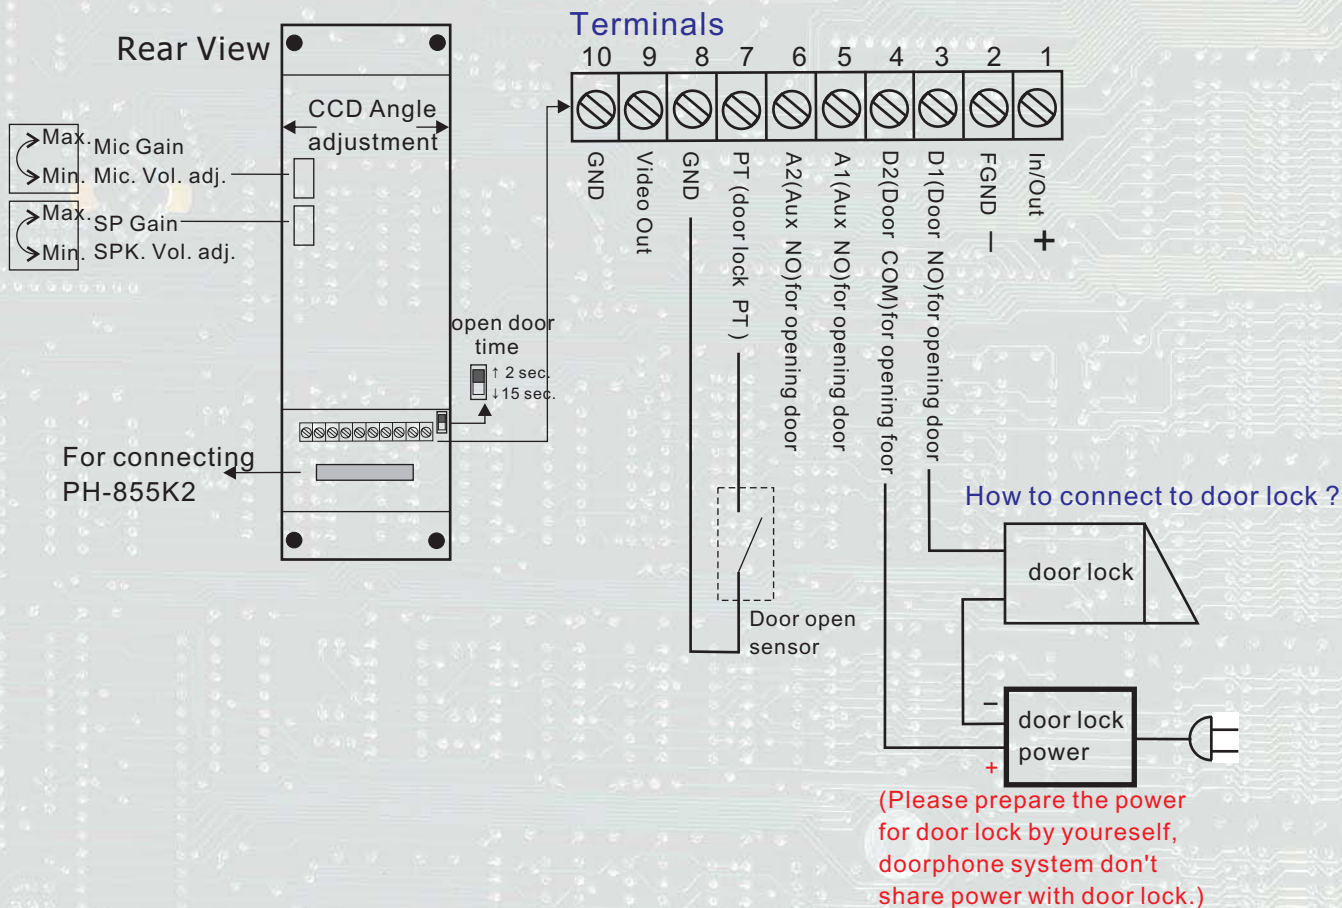 Rear View
CCD Angle
adjustment
Max.
Mic Gain
Min.
Mic. Vol. adj.
Max.
SP Gain
Min.
SPK. Vol. adj.
open door
time
↑ 2 sec.
↓15 sec.
For connecting
PH-855K2
Terminals
10 9 8 7 6 5 4 3 2 1
GND
Video Out
GND
PT (door lock PT )
A2(Aux NO)for opening door
A1(Aux NO)for opening door
D2(Door COM)for opening foor
D1(Door NO)for opening door
FGND −
In/Out +
Door open
sensor
How to connect to door lock ?
door lock
−
door lock
power
+
(Please prepare the power
for door lock by youreself,
doorphone system don't
share power with door lock.)